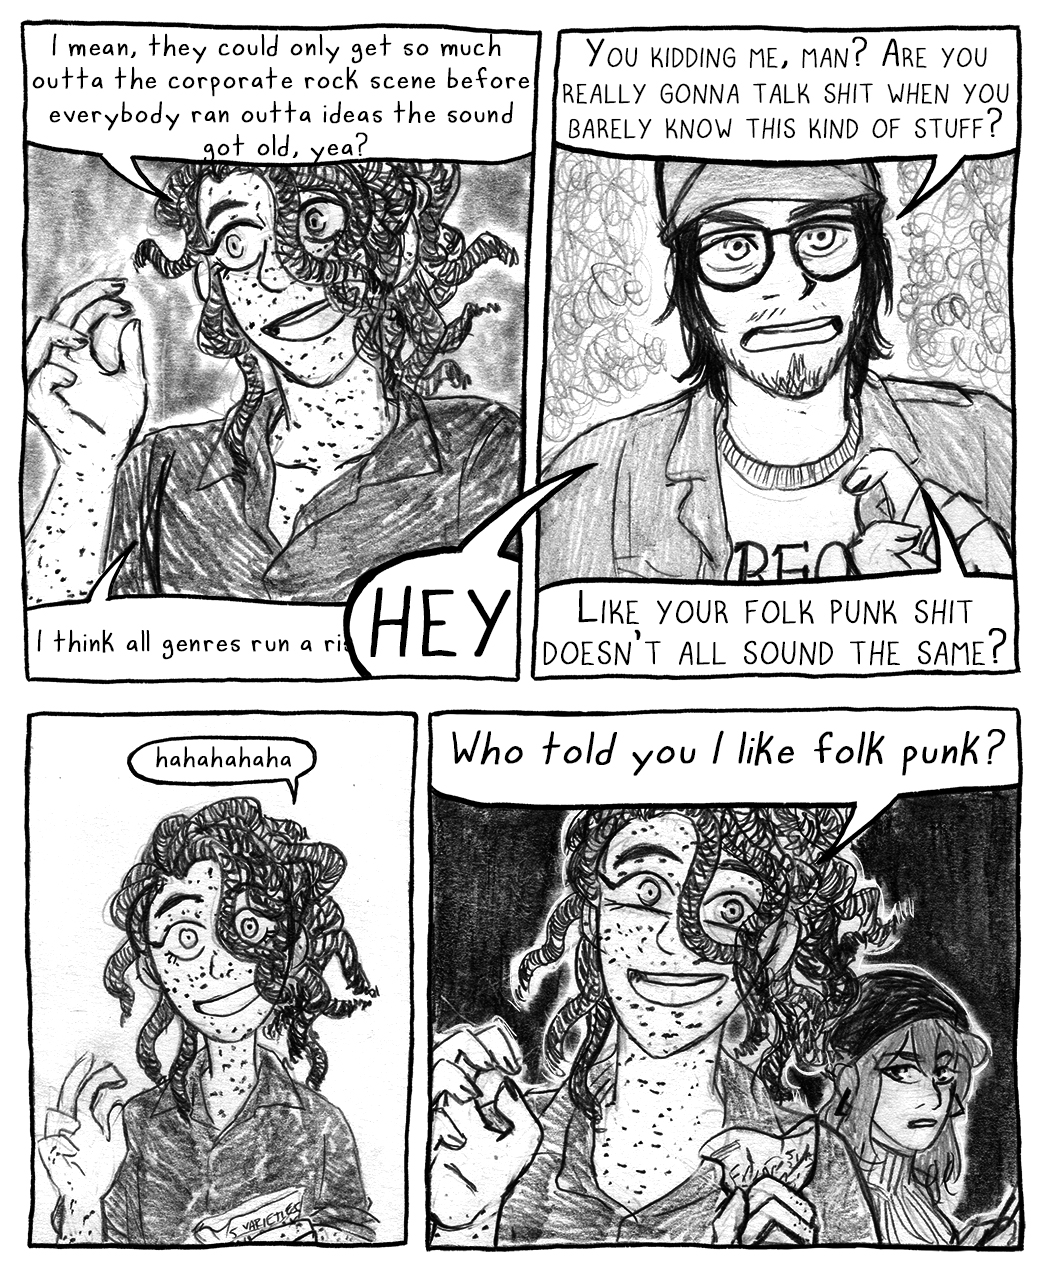 I mean, they could only get so much
outta the corporate rock scene before
everybody ran outta ideas the sound
got old, yea?
I think all genres run a ri
HEY
YOU KIDDING ME, MAN? ARE YOU
REALLY GONNA TALK SHIT WHEN YOU
BARELY KNOW THIS KIND OF STUFF?
LIKE YOUR FOLK PUNK SHIT
DOESN'T ALL SOUND THE SAME?
hahahahaha
5 VARIETIES
Who told you I like folk punk?